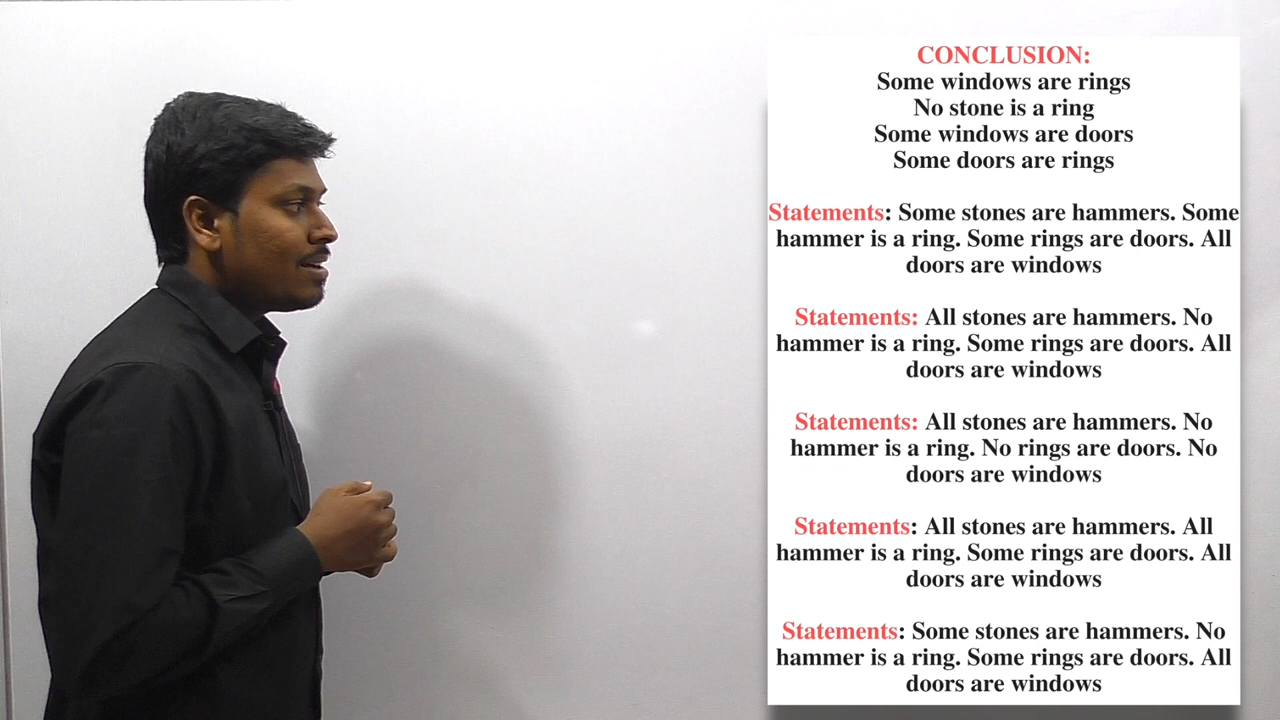 CONCLUSION:
Some windows are rings
No stone is a ring
Some windows are doors
Some doors are rings
Statements: Some stones are hammers. Some
hammer is a ring. Some rings are doors. All
doors are windows
Statements: All stones are hammers. No
hammer is a ring. Some rings are doors. All
doors are windows
Statements: All stones are hammers. No
hammer is a ring. No rings are doors. No
doors are windows
Statements: All stones are hammers. All
hammer is a ring. Some rings are doors. All
doors are windows
Statements: Some stones are hammers. No
hammer is a ring. Some rings are doors. All
doors are windows